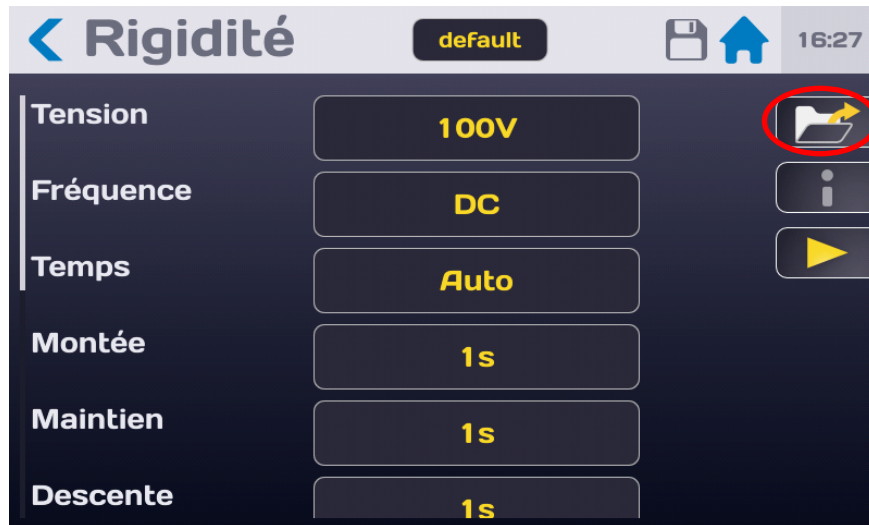 Rigidité default 16:27
Tension 100V
Fréquence DC
Temps Auto
Montée 1s
Maintien 1s
Descente 1s